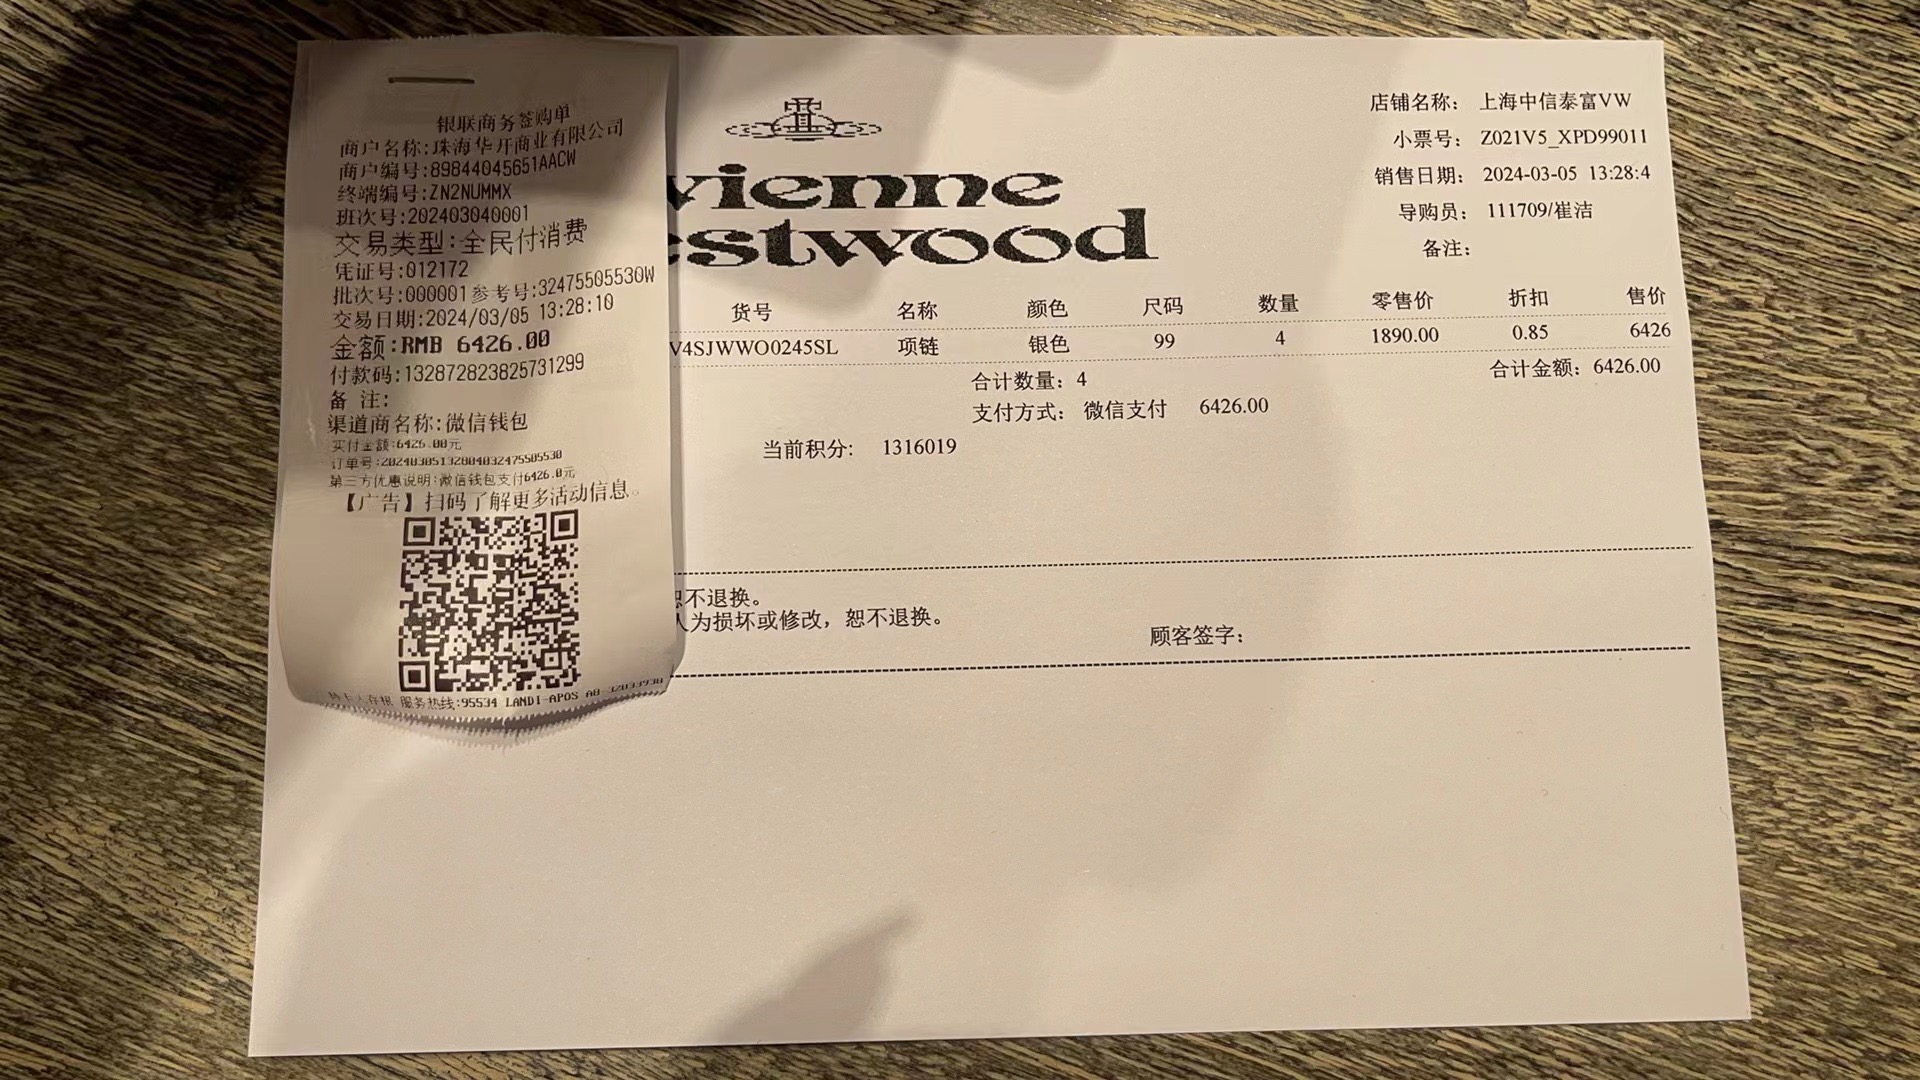 银联商务签购单
商户名称:珠海华开商业有限公司
商户编号:89844045651AACW
终端编号:ZN2NUMMX
班次号:202403040001
交易类型:全民付消费
凭证号:012172
批次号:000001 参考号:32475505530W
交易日期:2024/03/05 13:28:10
金额:RMB 6426.00
付款码:132872823825731299
备 注:
渠道商名称:微信钱包
实付金额:6426.00元
订单号:20240305132804032475505530
第三方优惠说明:微信钱包支付6426.0元
【广告】扫码了解更多活动信息。
服务热线:95534 LANDI-APOS A8
vienne
estwood
店铺名称: 上海中信泰富VW
小票号: Z021V5_XPD99011
销售日期: 2024-03-05 13:28:4
导购员: 111709/崔洁
备注:
货号 名称 颜色 尺码 数量 零售价 折扣 售价
V4SJWWO0245SL 项链 银色 99 4 1890.00 0.85 6426
合计数量: 4 合计金额: 6426.00
支付方式: 微信支付 6426.00
当前积分: 1316019
恕不退换。
人为损坏或修改，恕不退换。
顾客签字: